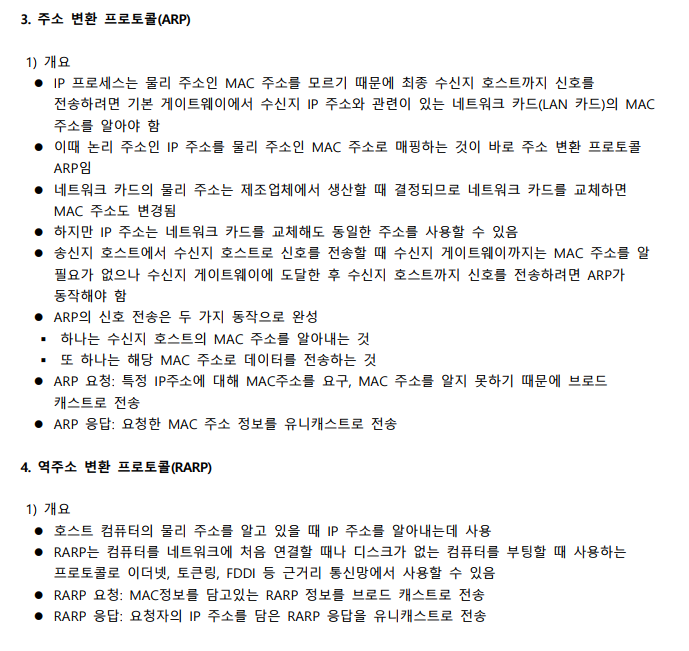 3. 주소 변환 프로토콜(ARP)
1) 개요
● IP 프로세스는 물리 주소인 MAC 주소를 모르기 때문에 최종 수신지 호스트까지 신호를
전송하려면 기본 게이트웨이에서 수신지 IP 주소와 관련이 있는 네트워크 카드(LAN 카드)의 MAC
주소를 알아야 함
● 이때 논리 주소인 IP 주소를 물리 주소인 MAC 주소로 매핑하는 것이 바로 주소 변환 프로토콜
ARP임
● 네트워크 카드의 물리 주소는 제조업체에서 생산할 때 결정되므로 네트워크 카드를 교체하면
MAC 주소도 변경됨
● 하지만 IP 주소는 네트워크 카드를 교체해도 동일한 주소를 사용할 수 있음
● 송신지 호스트에서 수신지 호스트로 신호를 전송할 때 수신지 게이트웨이까지는 MAC 주소를 알
필요가 없으나 수신지 게이트웨이에 도달한 후 수신지 호스트까지 신호를 전송하려면 ARP가
동작해야 함
● ARP의 신호 전송은 두 가지 동작으로 완성
▪ 하나는 수신지 호스트의 MAC 주소를 알아내는 것
▪ 또 하나는 해당 MAC 주소로 데이터를 전송하는 것
● ARP 요청: 특정 IP주소에 대해 MAC주소를 요구, MAC 주소를 알지 못하기 때문에 브로드
캐스트로 전송
● ARP 응답: 요청한 MAC 주소 정보를 유니캐스트로 전송
4. 역주소 변환 프로토콜(RARP)
1) 개요
● 호스트 컴퓨터의 물리 주소를 알고 있을 때 IP 주소를 알아내는데 사용
● RARP는 컴퓨터를 네트워크에 처음 연결할 때나 디스크가 없는 컴퓨터를 부팅할 때 사용하는
프로토콜로 이더넷, 토큰링, FDDI 등 근거리 통신망에서 사용할 수 있음
● RARP 요청: MAC정보를 담고있는 RARP 정보를 브로드 캐스트로 전송
● RARP 응답: 요청자의 IP 주소를 담은 RARP 응답을 유니캐스트로 전송